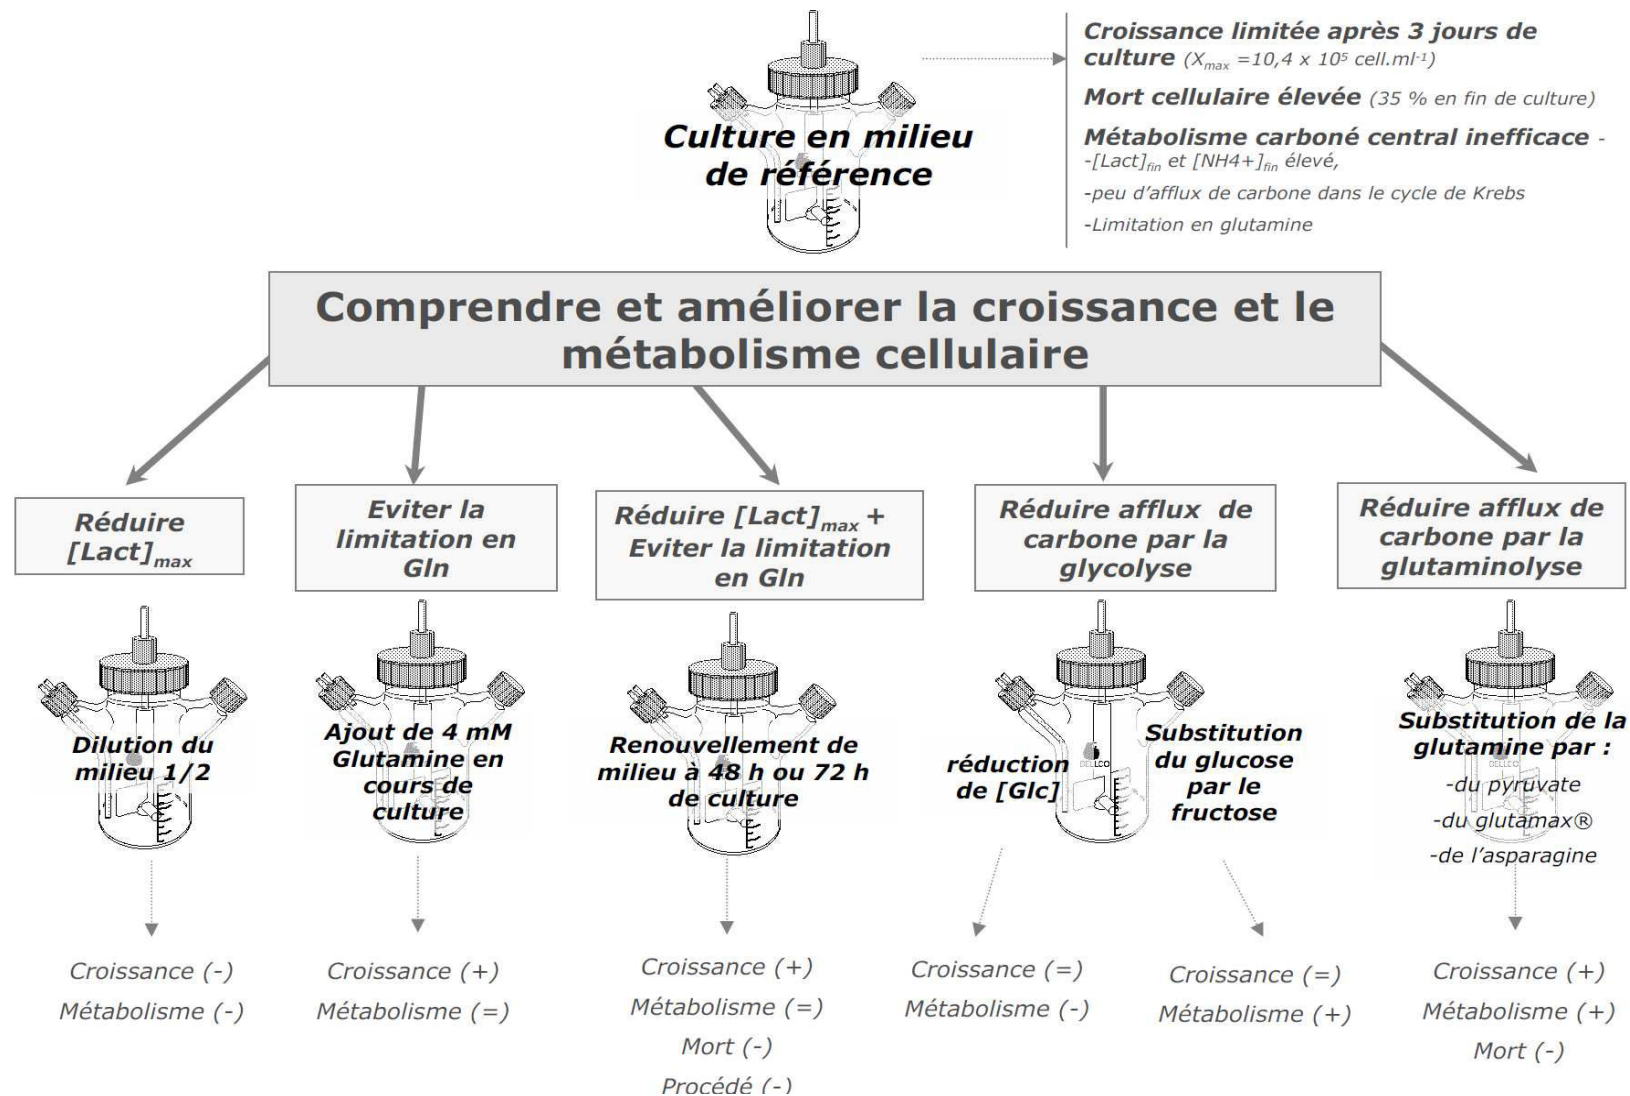 Croissance limitée après 3 jours de
culture (Xmax =10,4 x 10⁵ cell.ml⁻¹)
Mort cellulaire élevée (35 % en fin de culture)
Métabolisme carboné central inefficace -
-[Lact]fin et [NH4+]fin élevé,
-peu d'afflux de carbone dans le cycle de Krebs
-Limitation en glutamine
Culture en milieu
de référence
Comprendre et améliorer la croissance et le
métabolisme cellulaire
Réduire
[Lact]max
Eviter la
limitation en
Gln
Réduire [Lact]max +
Eviter la limitation
en Gln
Réduire afflux de
carbone par la
glycolyse
Réduire afflux de
carbone par la
glutaminolyse
Dilution du
milieu 1/2
Ajout de 4 mM
Glutamine en
cours de
culture
Renouvellement de
milieu à 48 h ou 72 h
de culture
réduction
de [Glc]
Substitution
du glucose
par le
fructose
Substitution de la
glutamine par :
-du pyruvate
-du glutamax®
-de l'asparagine
Croissance (-)
Métabolisme (-)
Croissance (+)
Métabolisme (=)
Croissance (+)
Métabolisme (=)
Mort (-)
Procédé (-)
Croissance (=)
Métabolisme (-)
Croissance (=)
Métabolisme (+)
Croissance (+)
Métabolisme (+)
Mort (-)